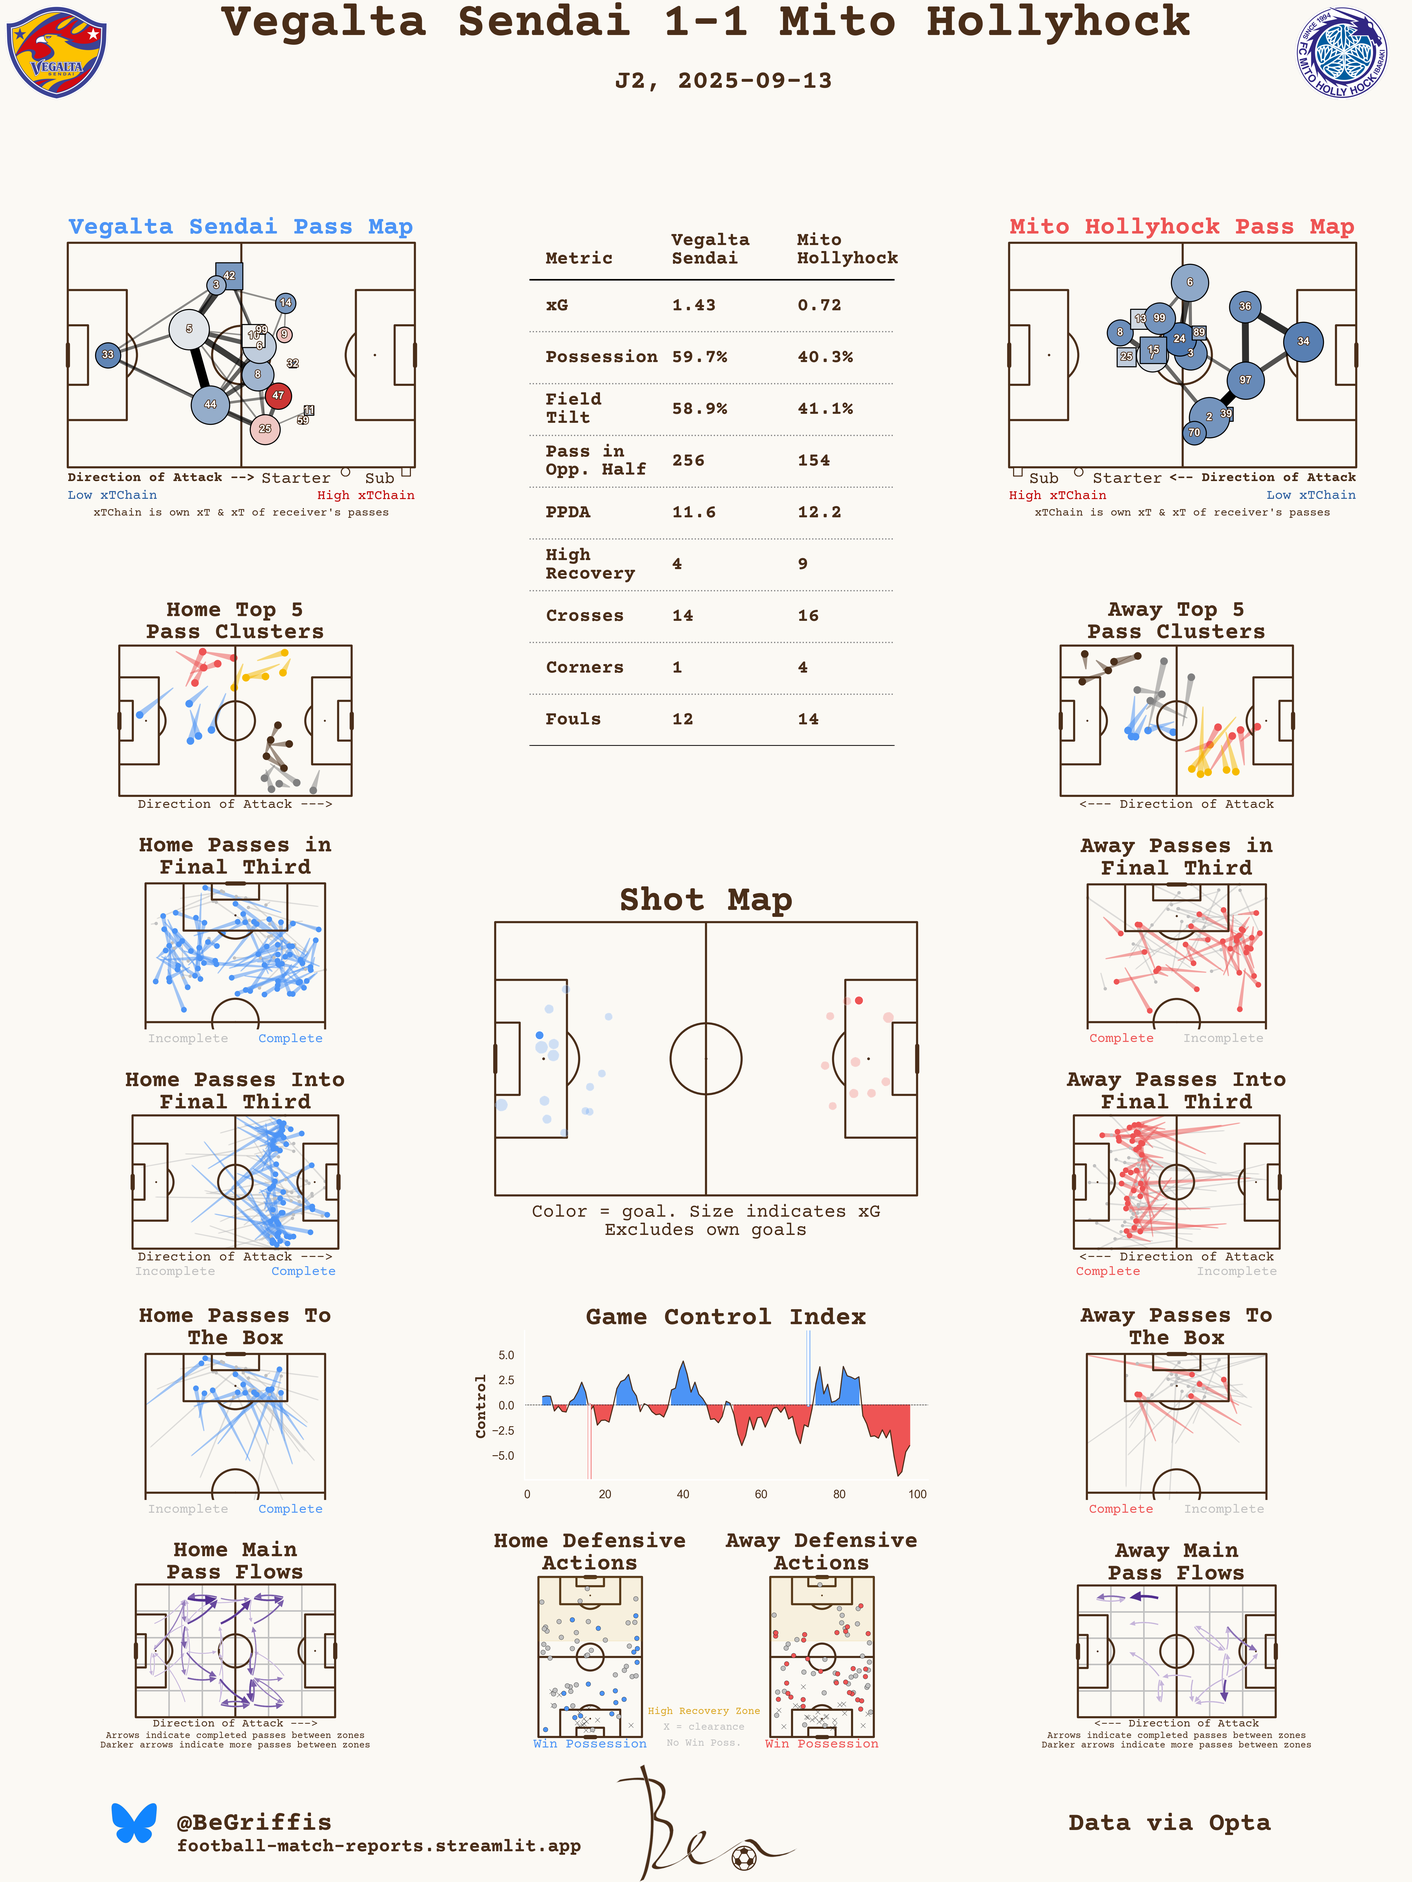 Vegalta Sendai 1-1 Mito Hollyhock
J2, 2025-09-13
VEGALTA
SENDAI
SINCE 1994
FC MITO HOLLY HOCK
IBARAKI
Vegalta Sendai Pass Map
42
3
14
5
99
10
9
6
33
32
8
47
44
11
59
25
Direction of Attack --> Starter Sub
Low xTChain High xTChain
xTChain is own xT & xT of receiver's passes
Metric Vegalta Sendai Mito Hollyhock
xG 1.43 0.72
Possession 59.7% 40.3%
Field Tilt 58.9% 41.1%
Pass in Opp. Half 256 154
PPDA 11.6 12.2
High Recovery 4 9
Crosses 14 16
Corners 1 4
Fouls 12 14
Mito Hollyhock Pass Map
6
36
13
99
8
89
24
34
15
7
3
25
97
2
39
70
Sub Starter <-- Direction of Attack
High xTChain Low xTChain
xTChain is own xT & xT of receiver's passes
Home Top 5
Pass Clusters
Direction of Attack --->
Away Top 5
Pass Clusters
<--- Direction of Attack
Home Passes in
Final Third
Incomplete Complete
Away Passes in
Final Third
Complete Incomplete
Shot Map
Color = goal. Size indicates xG
Excludes own goals
Home Passes Into
Final Third
Direction of Attack --->
Incomplete Complete
Away Passes Into
Final Third
<--- Direction of Attack
Complete Incomplete
Home Passes To
The Box
Incomplete Complete
Game Control Index
Control
5.0
2.5
0.0
−2.5
−5.0
0 20 40 60 80 100
Away Passes To
The Box
Complete Incomplete
Home Main
Pass Flows
Direction of Attack --->
Arrows indicate completed passes between zones
Darker arrows indicate more passes between zones
Home Defensive
Actions
Win Possession
Away Defensive
Actions
Win Possession
High Recovery Zone
X = clearance
No Win Poss.
Away Main
Pass Flows
<--- Direction of Attack
Arrows indicate completed passes between zones
Darker arrows indicate more passes between zones
@BeGriffis
football-match-reports.streamlit.app
Ben
Data via Opta